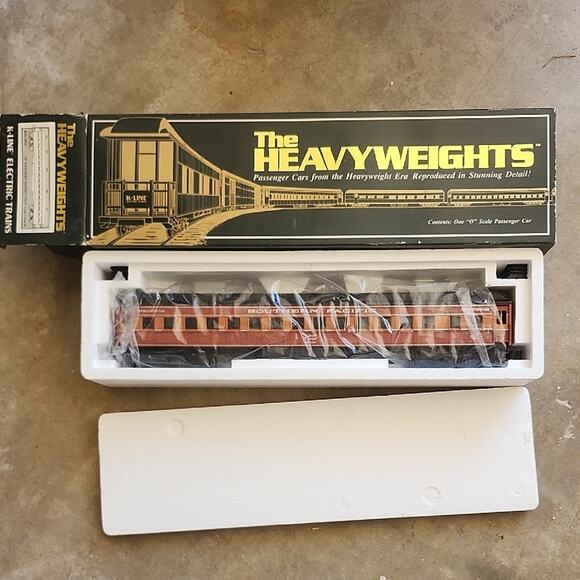 The
HEAVYWEIGHTS
K-LINE ELECTRIC TRAINS
The
HEAVYWEIGHTS™
Passenger Cars from the Heavyweight Era Reproduced in Stunning Detail!
K-LINE
Contents: One "O" Scale Passenger Car
SOUTHERN PACIFIC